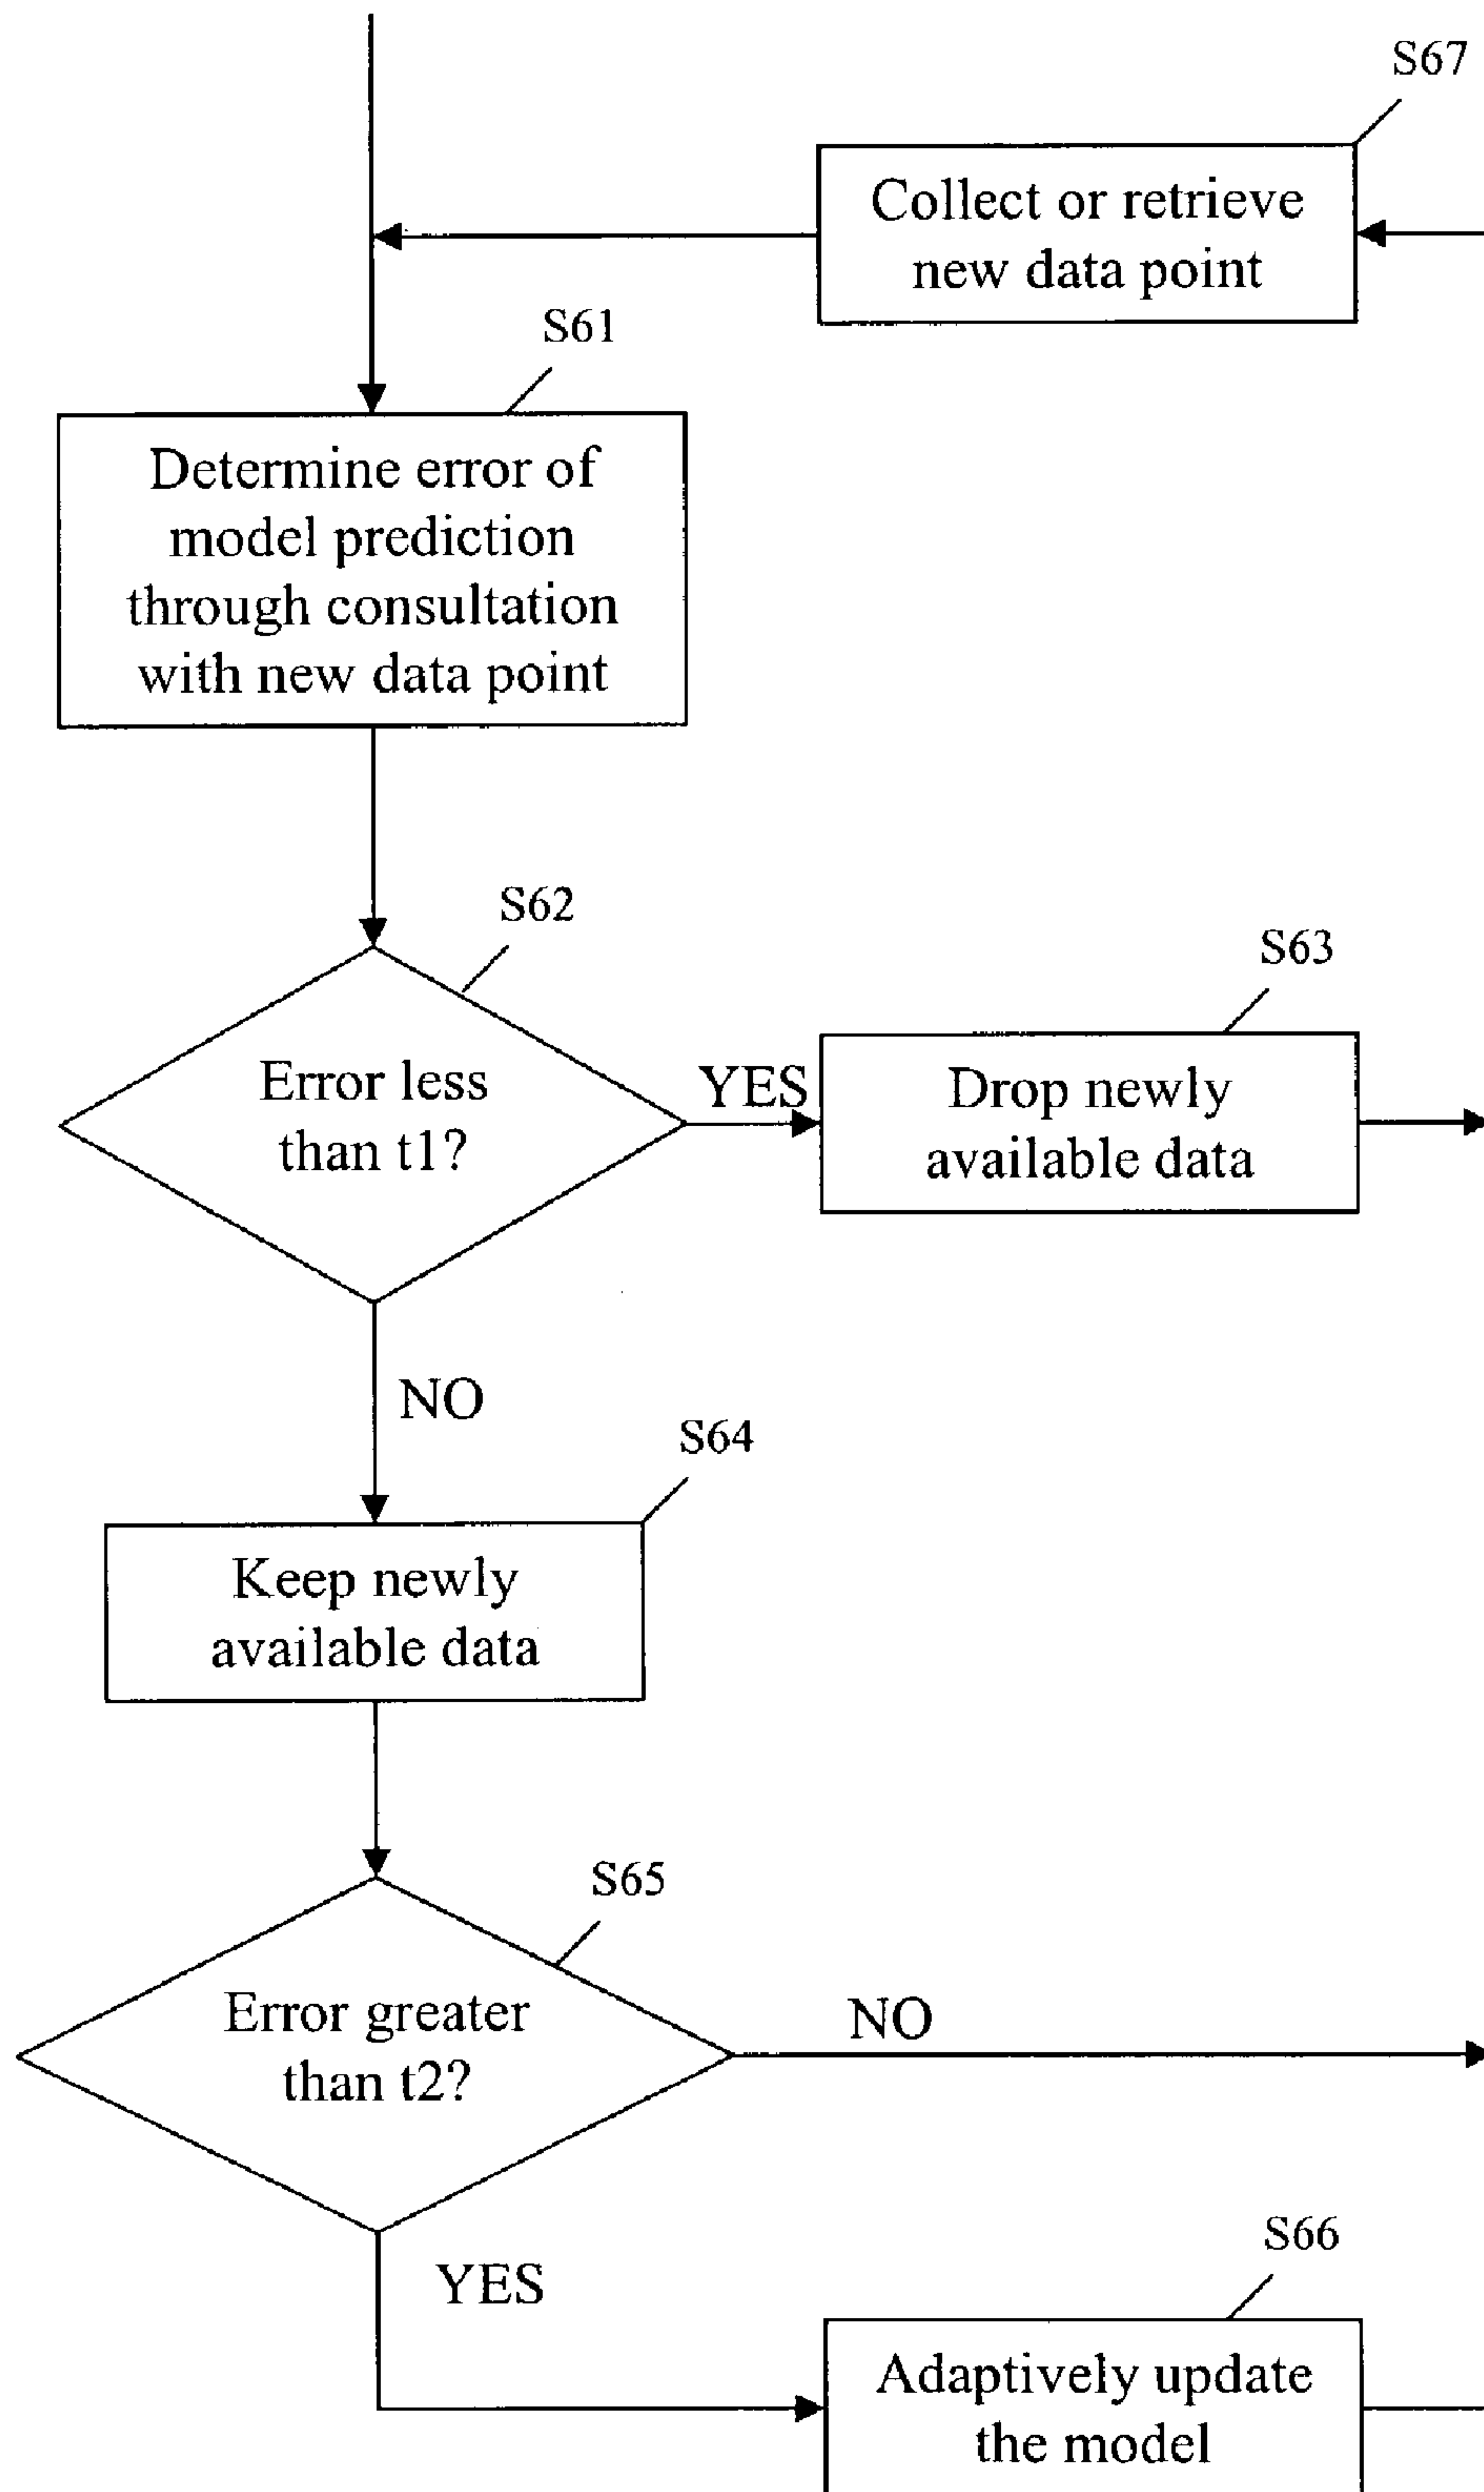 S67
Collect or retrieve
new data point
S61
Determine error of
model prediction
through consultation
with new data point
S62
Error less
than t1?
YES
S63
Drop newly
available data
NO
S64
Keep newly
available data
S65
Error greater
than t2?
NO
YES
S66
Adaptively update
the model